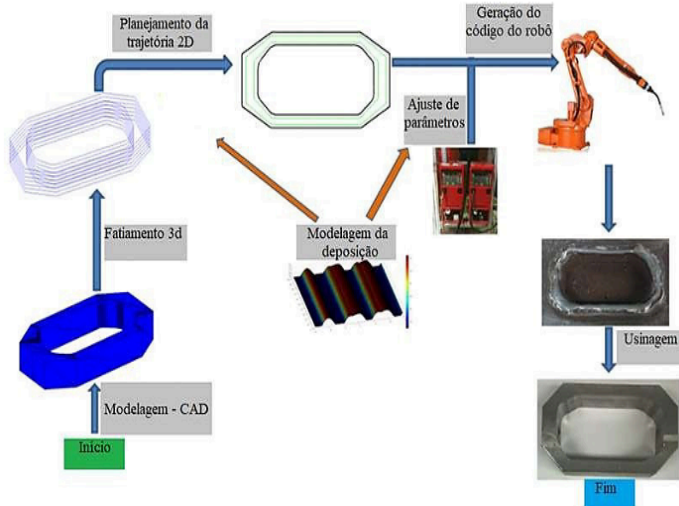 Planejamento da
trajetória 2D
Geração do
código do robô
Ajuste de
parâmetros
Fatiamento 3d
Modelagem da
deposição
Usinagem
Modelagem - CAD
Início
Fim